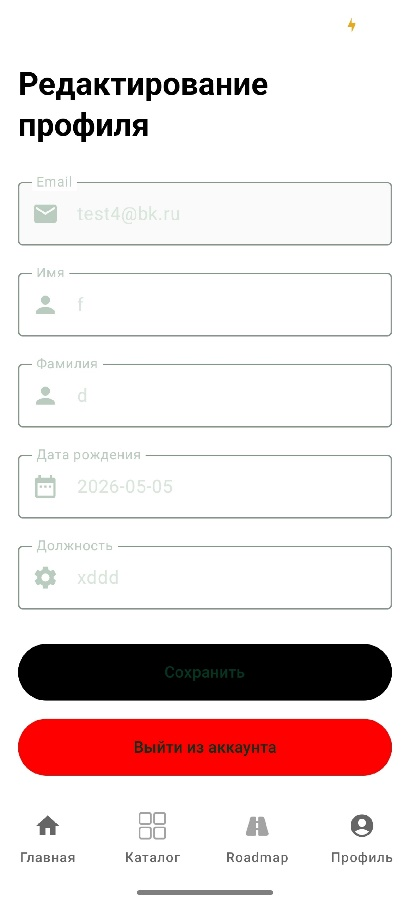 Редактирование
профиля
Email
test4@bk.ru
Имя
f
Фамилия
d
Дата рождения
2026-05-05
Должность
xddd
Сохранить
Выйти из аккаунта
Главная Каталог Roadmap Профиль